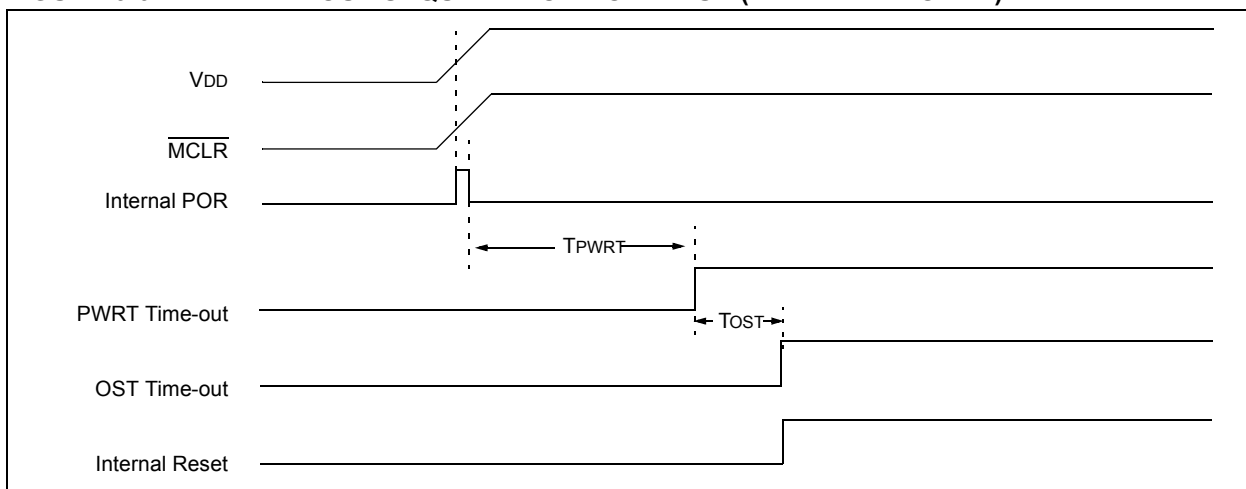 VDD
MCLR
Internal POR
TPWRT
PWRT Time-out
TOST
OST Time-out
Internal Reset